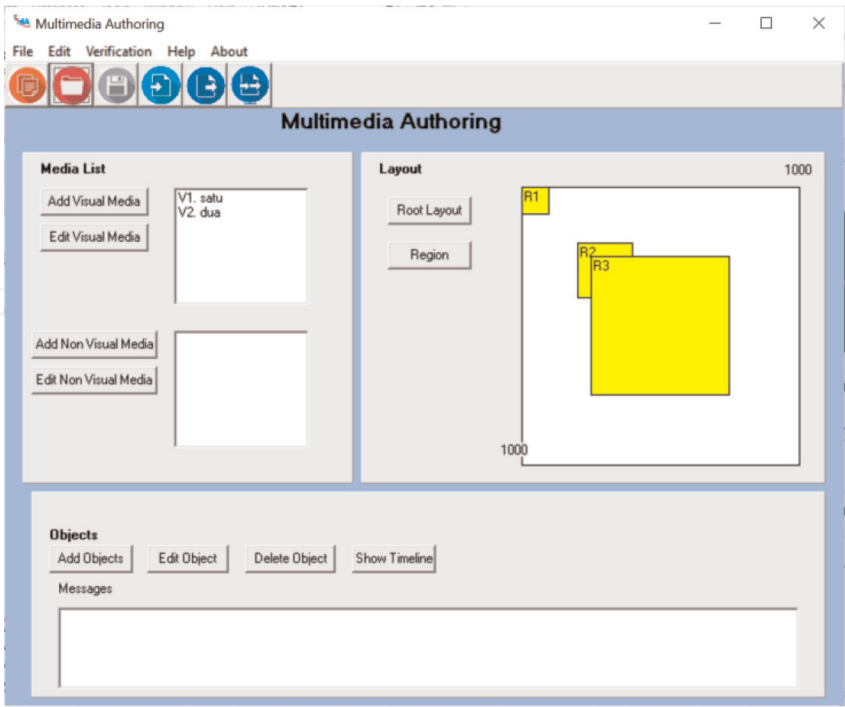 Multimedia Authoring
File Edit Verification Help About
Multimedia Authoring
Media List
Add Visual Media
Edit Visual Media
V1. satu
V2. dua
Add Non Visual Media
Edit Non Visual Media
Layout
1000
Root Layout
Region
R1
R2
R3
1000
Objects
Add Objects Edit Object Delete Object Show Timeline
Messages